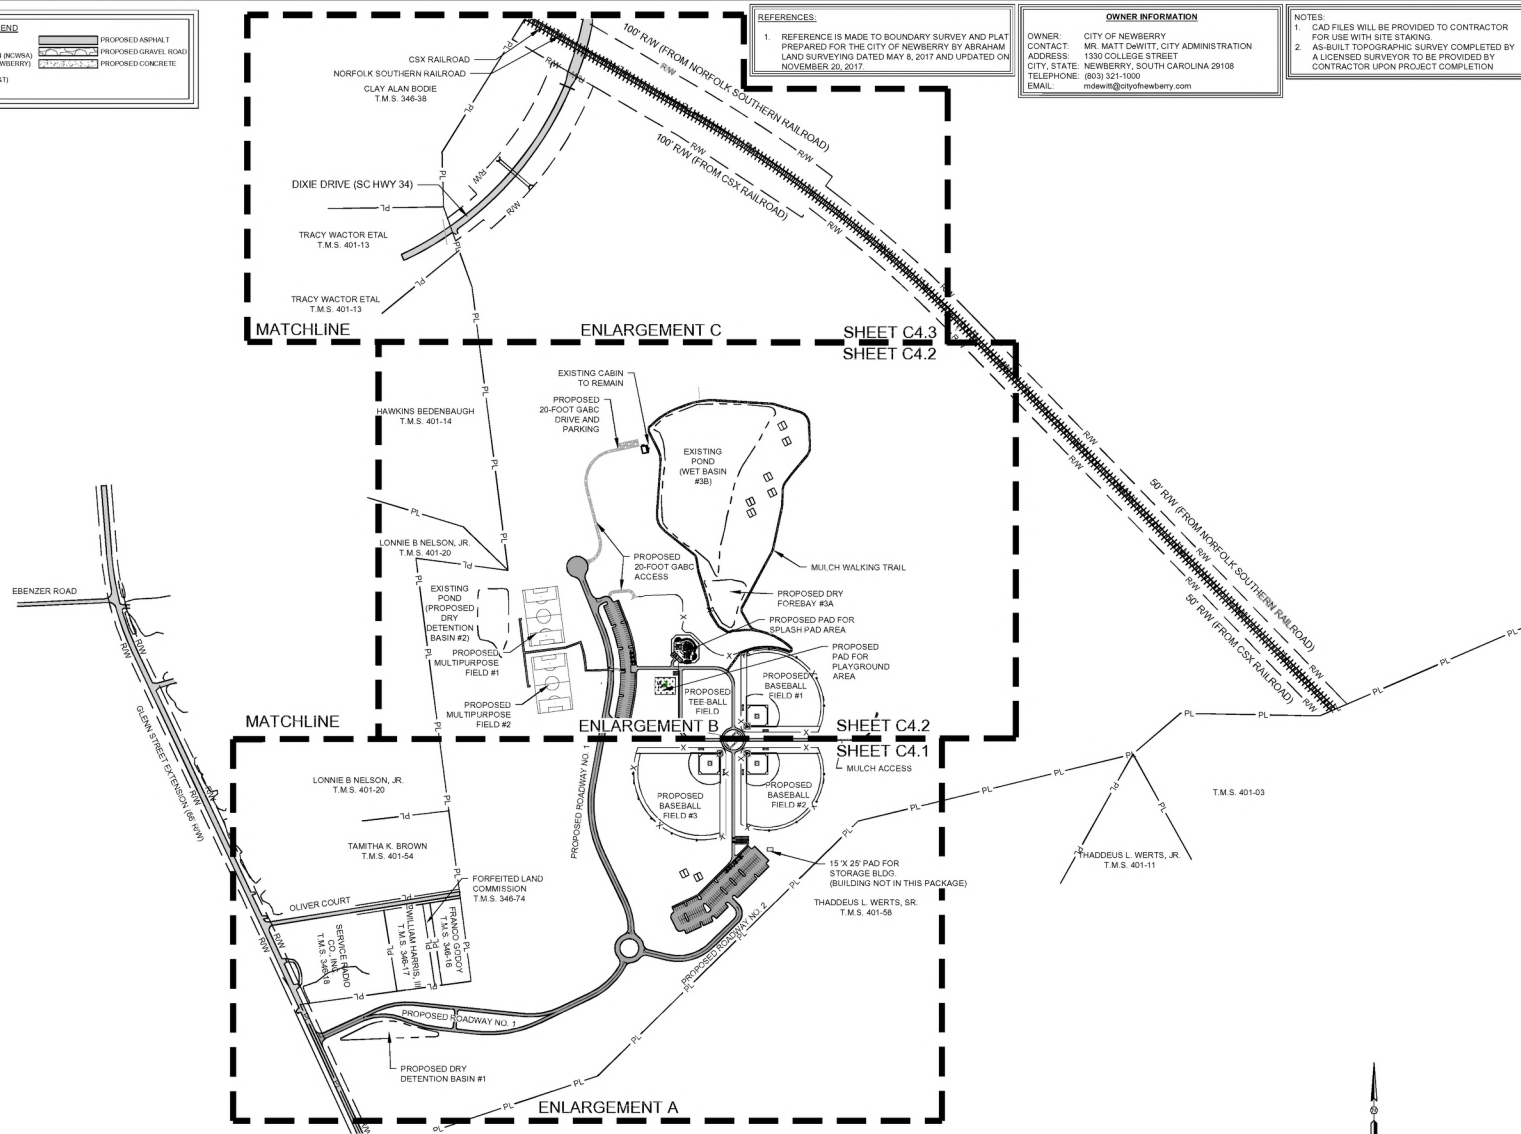 END
PROPOSED ASPHALT
PROPOSED GRAVEL ROAD
PROPOSED CONCRETE
(NCWSA)
REFERENCES:
1. REFERENCE IS MADE TO BOUNDARY SURVEY AND PLAT
PREPARED FOR THE CITY OF NEWBERRY BY ABRAHAM
LAND SURVEYING DATED MAY 8, 2017 AND UPDATED ON
NOVEMBER 20, 2017.
OWNER INFORMATION
OWNER: CITY OF NEWBERRY
CONTACT: MR. MATT DeWITT, CITY ADMINISTRATION
ADDRESS: 1330 COLLEGE STREET
CITY, STATE: NEWBERRY, SOUTH CAROLINA 29108
TELEPHONE: (803) 321-1000
EMAIL: mdewitt@cityofnewberry.com
NOTES:
1. CAD FILES WILL BE PROVIDED TO CONTRACTOR
FOR USE WITH SITE STAKING.
2. AS-BUILT TOPOGRAPHIC SURVEY COMPLETED BY
A LICENSED SURVEYOR TO BE PROVIDED BY
CONTRACTOR UPON PROJECT COMPLETION
CSX RAILROAD
NORFOLK SOUTHERN RAILROAD
CLAY ALAN BODIE
T.M.S. 346-38
100' R/W (FROM NORFOLK SOUTHERN RAILROAD)
100' R/W (FROM CSX RAILROAD)
DIXIE DRIVE (SC HWY 34)
TRACY WACTOR ETAL
T.M.S. 401-13
TRACY WACTOR ETAL
T.M.S. 401-13
MATCHLINE
ENLARGEMENT C
SHEET C4.3
SHEET C4.2
EXISTING CABIN
TO REMAIN
PROPOSED
20-FOOT GABC
DRIVE AND
PARKING
HAWKINS BEDENBAUGH
T.M.S. 401-14
EXISTING
POND
(WET BASIN
#3B)
LONNIE B NELSON, JR.
T.M.S. 401-20
PROPOSED
20-FOOT GABC
ACCESS
MULCH WALKING TRAIL
EXISTING
POND
(PROPOSED
DRY
DETENTION
BASIN #2)
PROPOSED DRY
FOREBAY #3A
PROPOSED PAD FOR
SPLASH PAD AREA
PROPOSED
PAD FOR
PLAYGROUND
AREA
PROPOSED
MULTIPURPOSE
FIELD #1
PROPOSED
MULTIPURPOSE
FIELD #2
PROPOSED
TEE-BALL
FIELD
PROPOSED
BASEBALL
FIELD #1
50' R/W (FROM NORFOLK SOUTHERN RAILROAD)
50' R/W (FROM CSX RAILROAD)
EBENZER ROAD
GLENN STREET EXTENSION (66' R/W)
MATCHLINE
ENLARGEMENT B
SHEET C4.2
SHEET C4.1
MULCH ACCESS
LONNIE B NELSON, JR.
T.M.S. 401-20
PROPOSED ROADWAY NO. 1
PROPOSED
BASEBALL
FIELD #3
PROPOSED
BASEBALL
FIELD #2
T.M.S. 401-03
TAMITHA K. BROWN
T.M.S. 401-54
THADDEUS L. WERTS, JR.
T.M.S. 401-11
FORFEITED LAND
COMMISSION
T.M.S. 346-74
15 'X 25' PAD FOR
STORAGE BLDG.
(BUILDING NOT IN THIS PACKAGE)
THADDEUS L. WERTS, SR.
T.M.S. 401-58
OLIVER COURT
SERVICE RADIO
CO., INC.
T.M.S. 346-18
WILLIAM HARRIS, III
T.M.S. 346-17
FRANCO GODOY
T.M.S. 346-16
PROPOSED ROADWAY NO. 2
PROPOSED ROADWAY NO. 1
PROPOSED DRY
DETENTION BASIN #1
ENLARGEMENT A